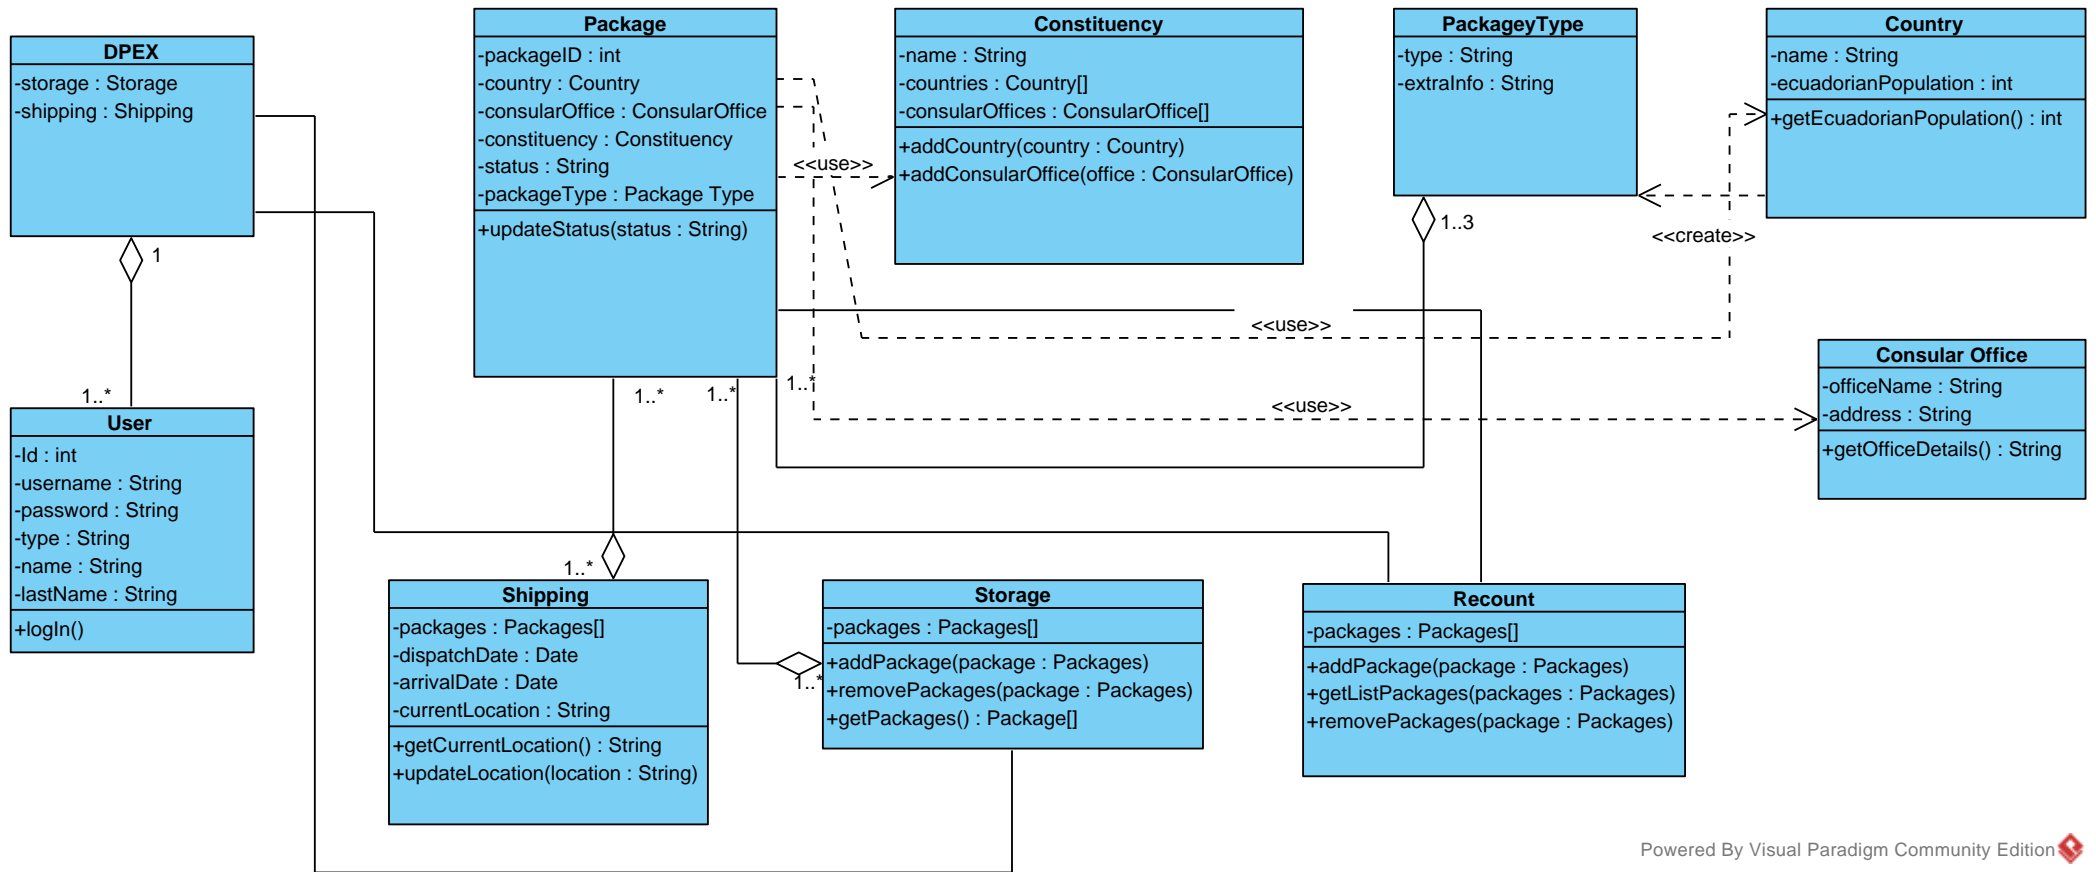 DPEX
-storage : Storage
-shipping : Shipping
1
1..*
User
-Id : int
-username : String
-password : String
-type : String
-name : String
-lastName : String
+logIn()
Package
-packageID : int
-country : Country
-consularOffice : ConsularOffice
-constituency : Constituency
-status : String
-packageType : Package Type
+updateStatus(status : String)
1..*
1..*
1..*
<<use>>
Constituency
-name : String
-countries : Country[]
-consularOffices : ConsularOffice[]
+addCountry(country : Country)
+addConsularOffice(office : ConsularOffice)
PackageyType
-type : String
-extraInfo : String
1..3
<<create>>
Country
-name : String
-ecuadorianPopulation : int
+getEcuadorianPopulation() : int
<<use>>
<<use>>
Consular Office
-officeName : String
-address : String
+getOfficeDetails() : String
1..*
Shipping
-packages : Packages[]
-dispatchDate : Date
-arrivalDate : Date
-currentLocation : String
+getCurrentLocation() : String
+updateLocation(location : String)
1..*
Storage
-packages : Packages[]
+addPackage(package : Packages)
+removePackages(package : Packages)
+getPackages() : Package[]
Recount
-packages : Packages[]
+addPackage(package : Packages)
+getListPackages(packages : Packages)
+removePackages(package : Packages)
Powered By Visual Paradigm Community Edition